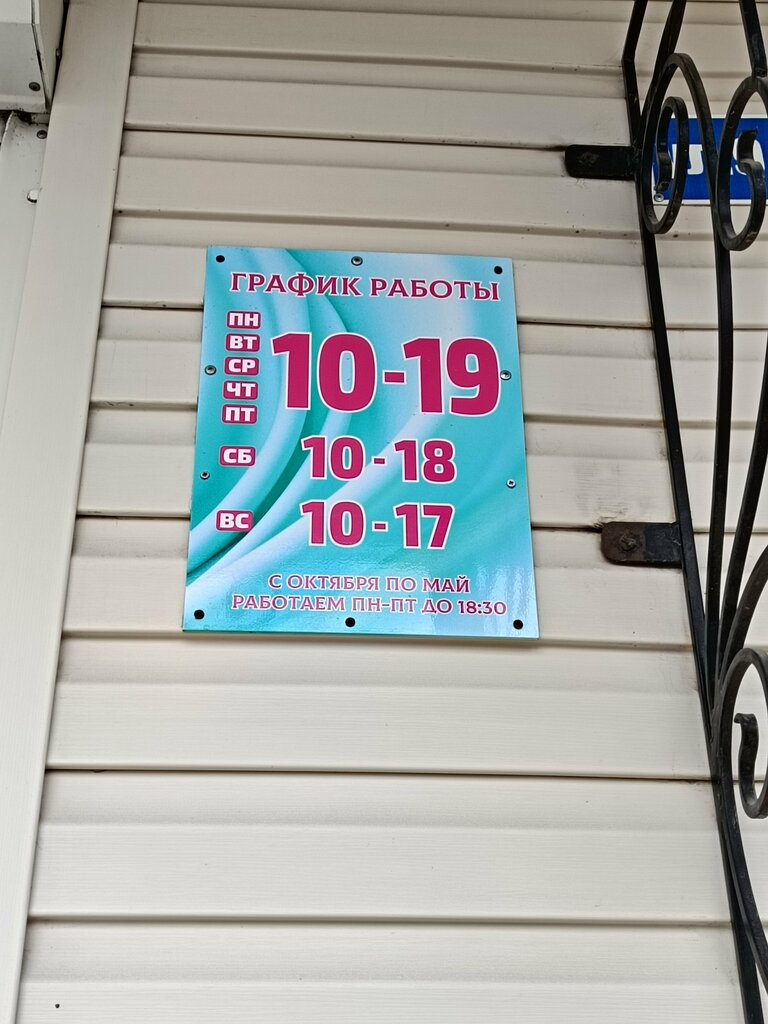 ГРАФИК РАБОТЫ
ПН
ВТ
СР
ЧТ
ПТ
10-19
СБ 10-18
ВС 10-17
С ОКТЯБРЯ ПО МАЙ
РАБОТАЕМ ПН-ПТ ДО 18:30